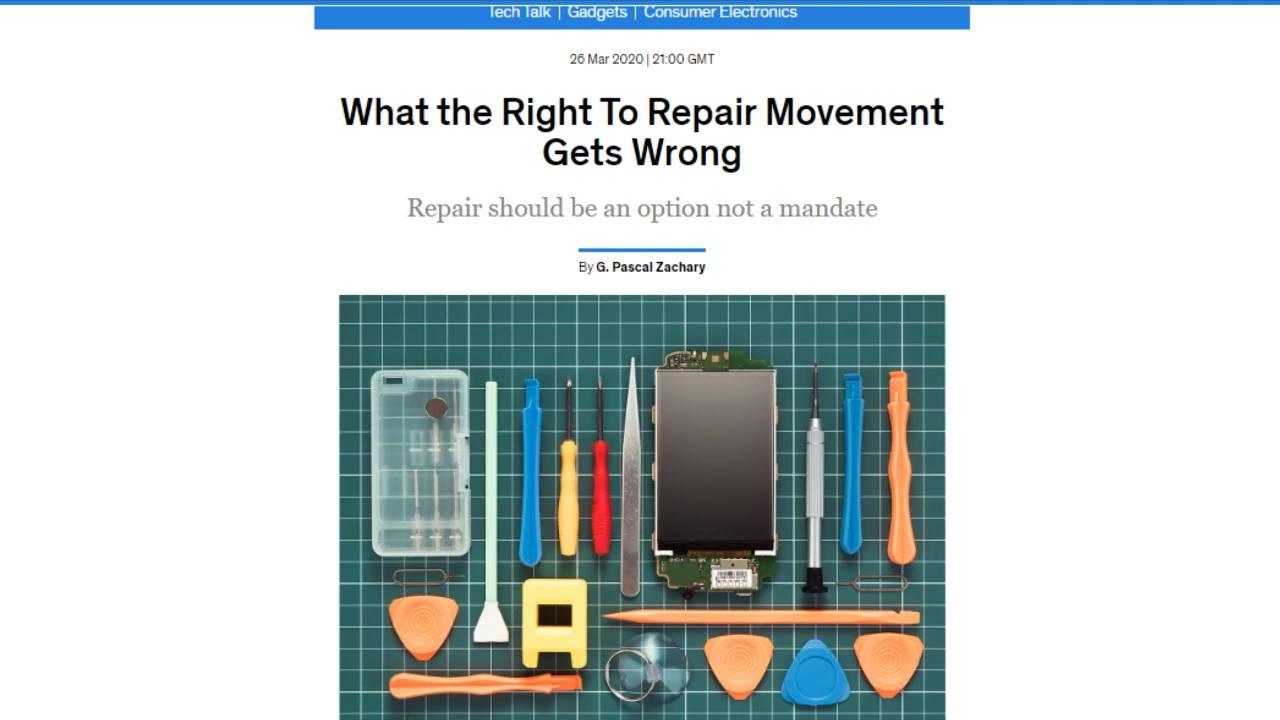 Tech Talk | Gadgets | Consumer Electronics
26 Mar 2020 | 21:00 GMT
What the Right To Repair Movement
Gets Wrong
Repair should be an option not a mandate
By G. Pascal Zachary